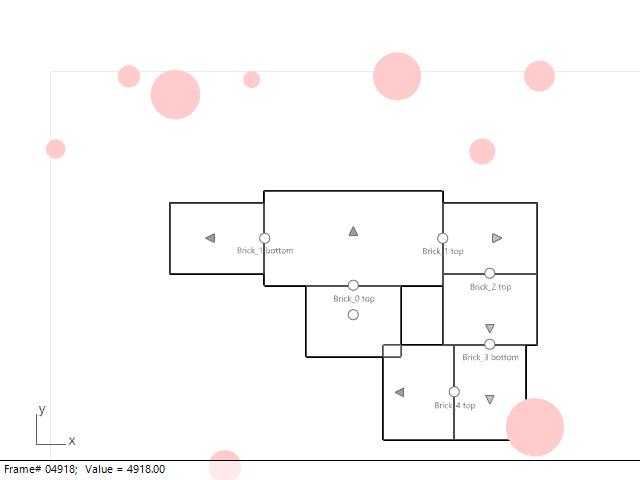 Brick_1 bottom
Brick_1 top
Brick_2 top
Brick_0 top
Brick_3 bottom
Brick_4 top
y
x
Frame# 04918; Value = 4918.00